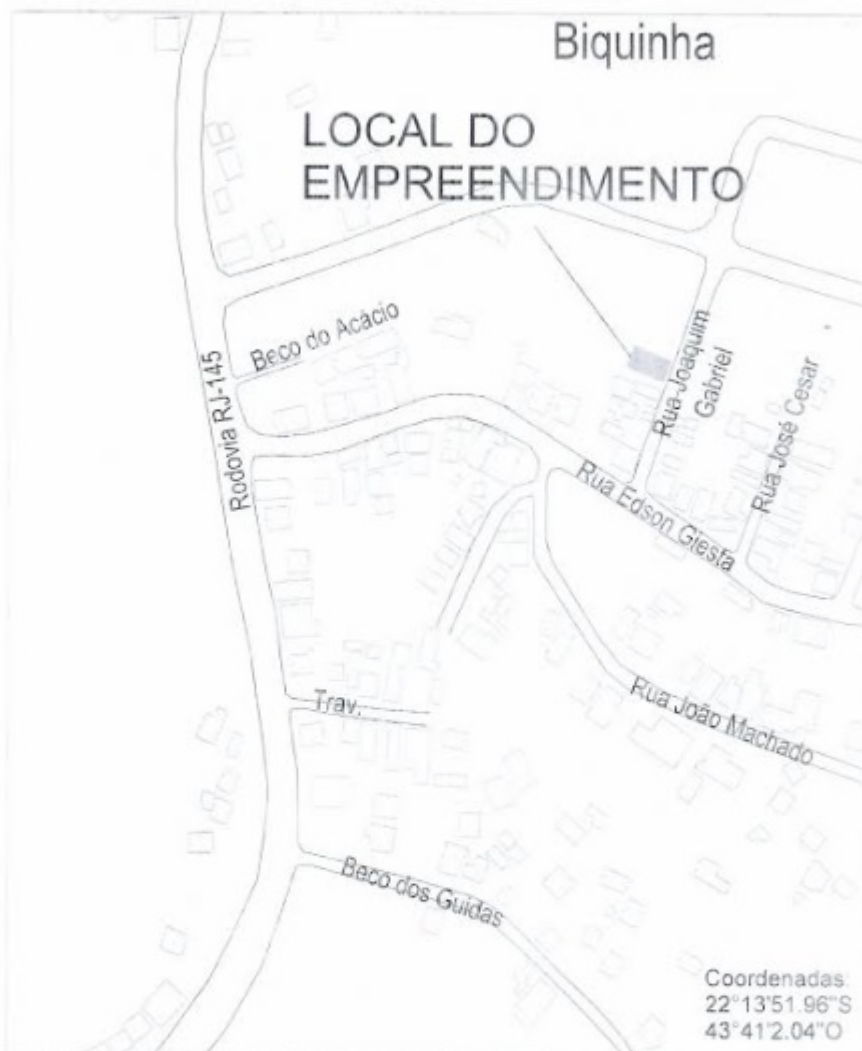 Biquinha
LOCAL DO
EMPREENDIMENTO
Beco do Acácio
Rodovia RJ-145
Rua Joaquim
Gabriel
Rua José Cesar
Rua Edson Giesta
Trav.
Rua João Machado
Beco dos Guidas
Coordenadas:
22°13'51.96"S
43°41'2.04"O